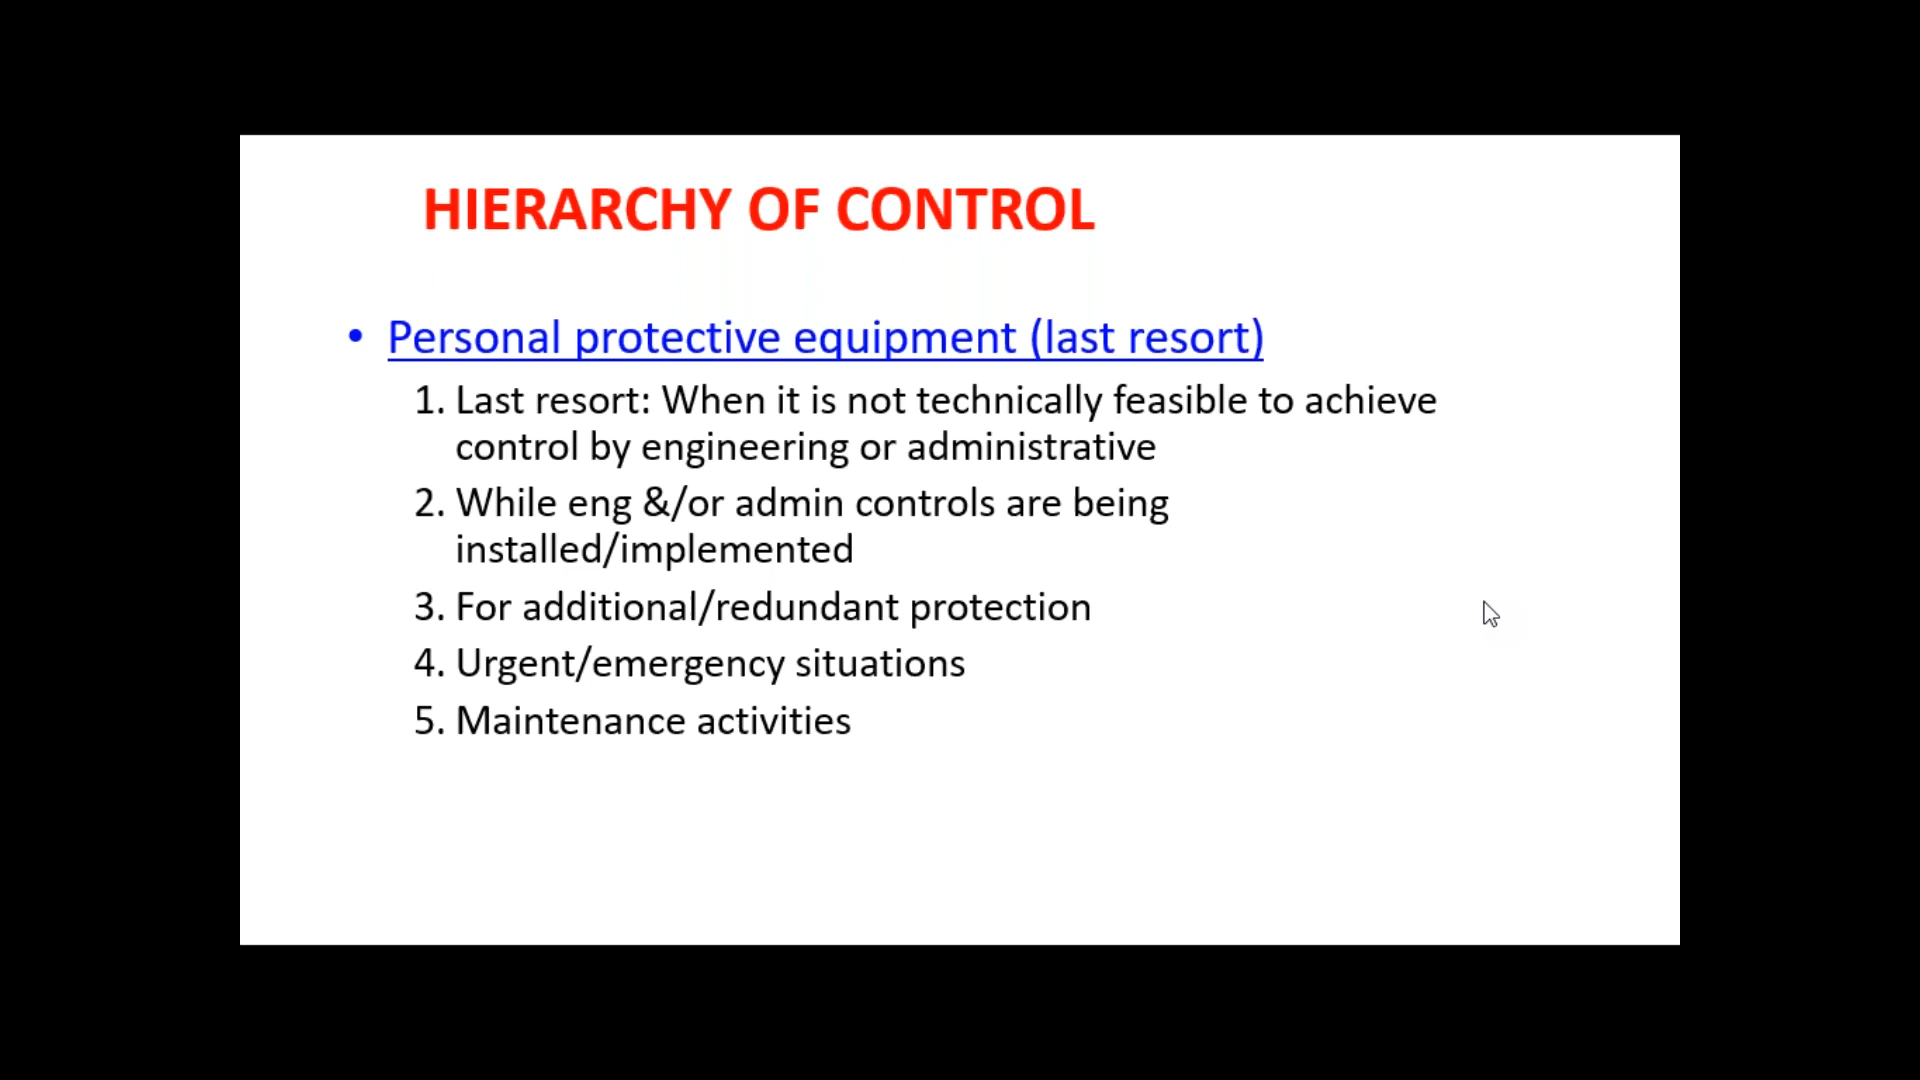 HIERARCHY OF CONTROL
• Personal protective equipment (last resort)
1. Last resort: When it is not technically feasible to achieve
control by engineering or administrative
2. While eng &/or admin controls are being
installed/implemented
3. For additional/redundant protection
4. Urgent/emergency situations
5. Maintenance activities